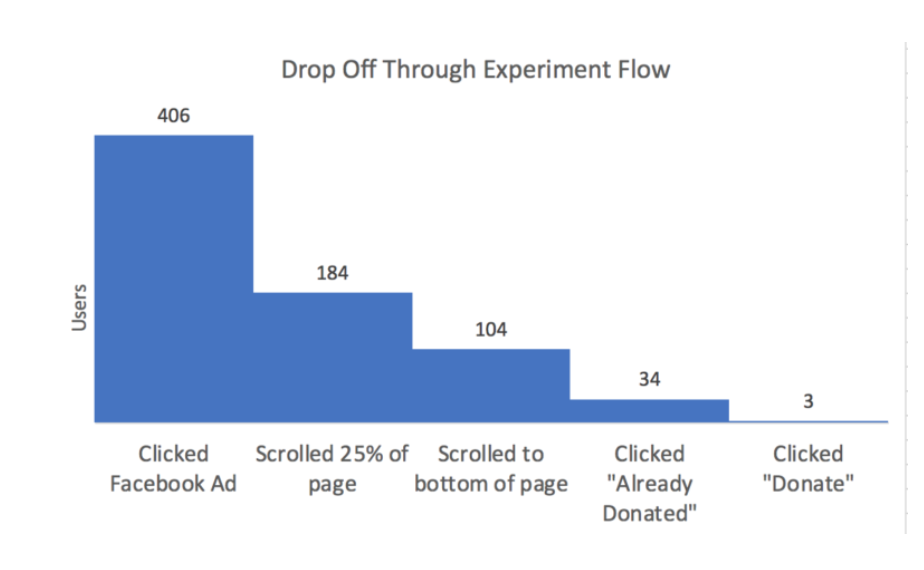 Drop Off Through Experiment Flow
406
184
104
34
3
Users
Clicked
Facebook Ad
Scrolled 25% of
page
Scrolled to
bottom of page
Clicked
"Already
Donated"
Clicked
"Donate"